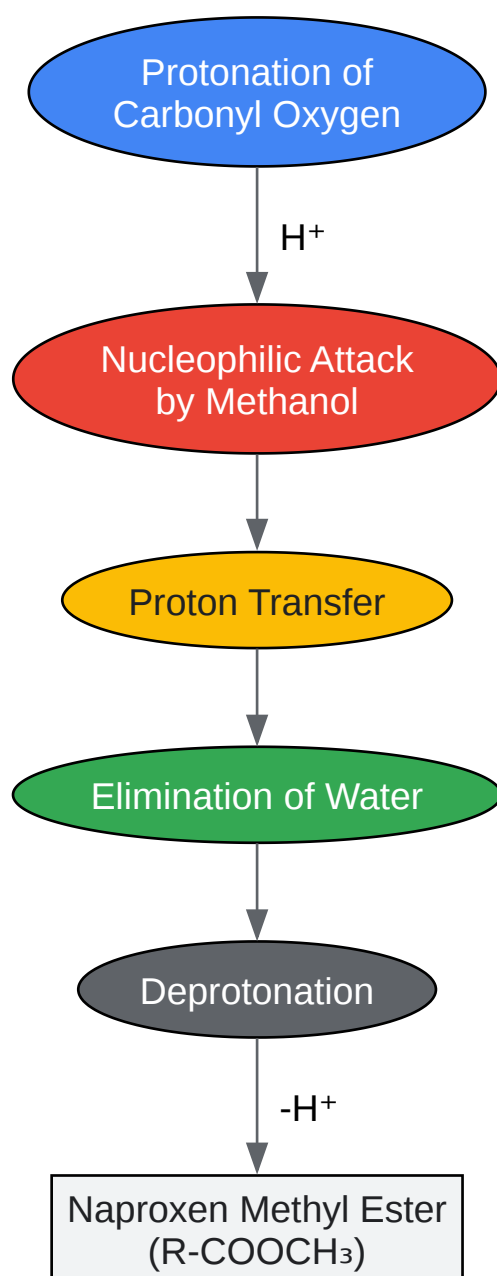 Protonation of
Carbonyl Oxygen
H⁺
Nucleophilic Attack
by Methanol
Proton Transfer
Elimination of Water
Deprotonation
-H⁺
Naproxen Methyl Ester
(R-COOCH₃)